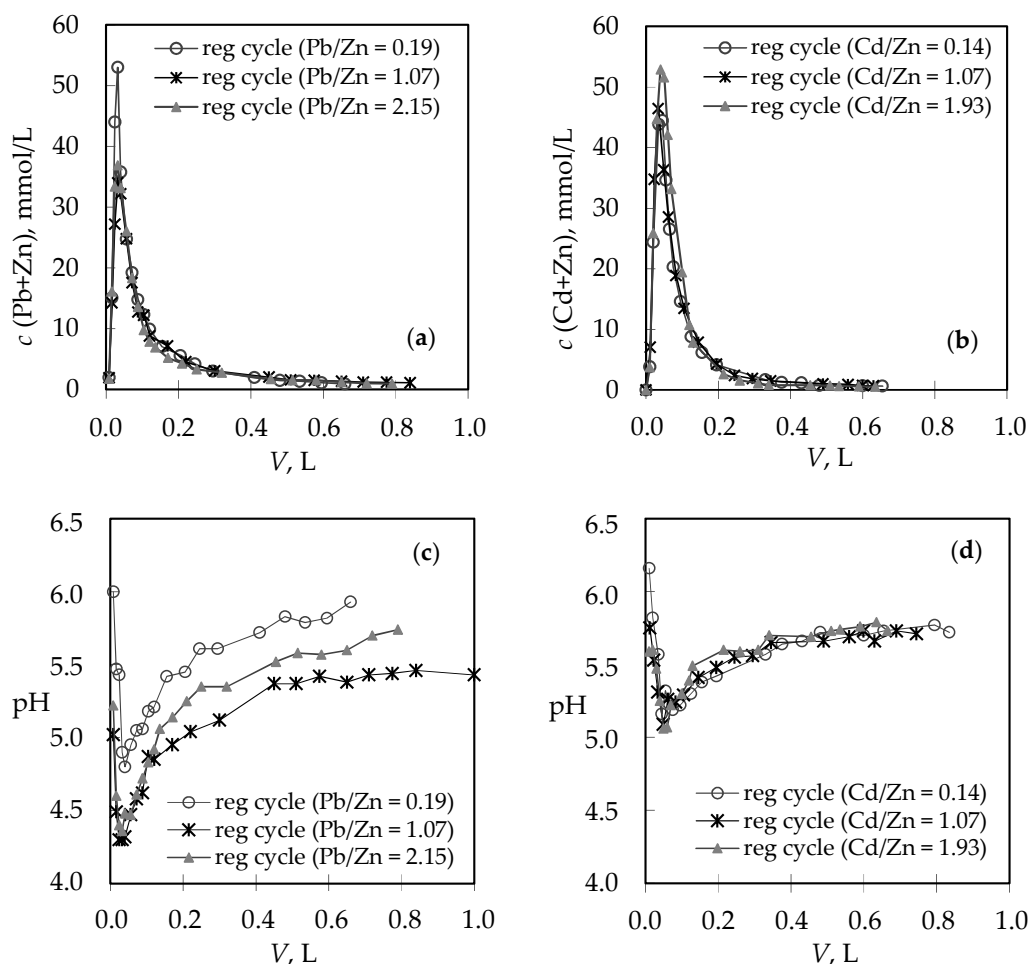 60
50
40
30
20
10
0
c (Pb+Zn), mmol/L
reg cycle (Pb/Zn = 0.19)
reg cycle (Pb/Zn = 1.07)
reg cycle (Pb/Zn = 2.15)
(a)
0.0 0.2 0.4 0.6 0.8 1.0
V, L
60
50
40
30
20
10
0
c ((Cd+Zn), mmol/L
reg cycle (Cd/Zn = 0.14)
reg cycle (Cd/Zn = 1.07)
reg cycle (Cd/Zn = 1.93)
(b)
0.0 0.2 0.4 0.6 0.8 1.0
V, L
6.5
6.0
5.5
5.0
4.5
4.0
pH
(c)
reg cycle (Pb/Zn = 0.19)
reg cycle (Pb/Zn = 1.07)
reg cycle (Pb/Zn = 2.15)
0.0 0.2 0.4 0.6 0.8 1.0
V, L
6.5
6.0
5.5
5.0
4.5
4.0
pH
(d)
reg cycle (Cd/Zn = 0.14)
reg cycle (Cd/Zn = 1.07)
reg cycle (Cd/Zn = 1.93)
0.0 0.2 0.4 0.6 0.8 1.0
V, L